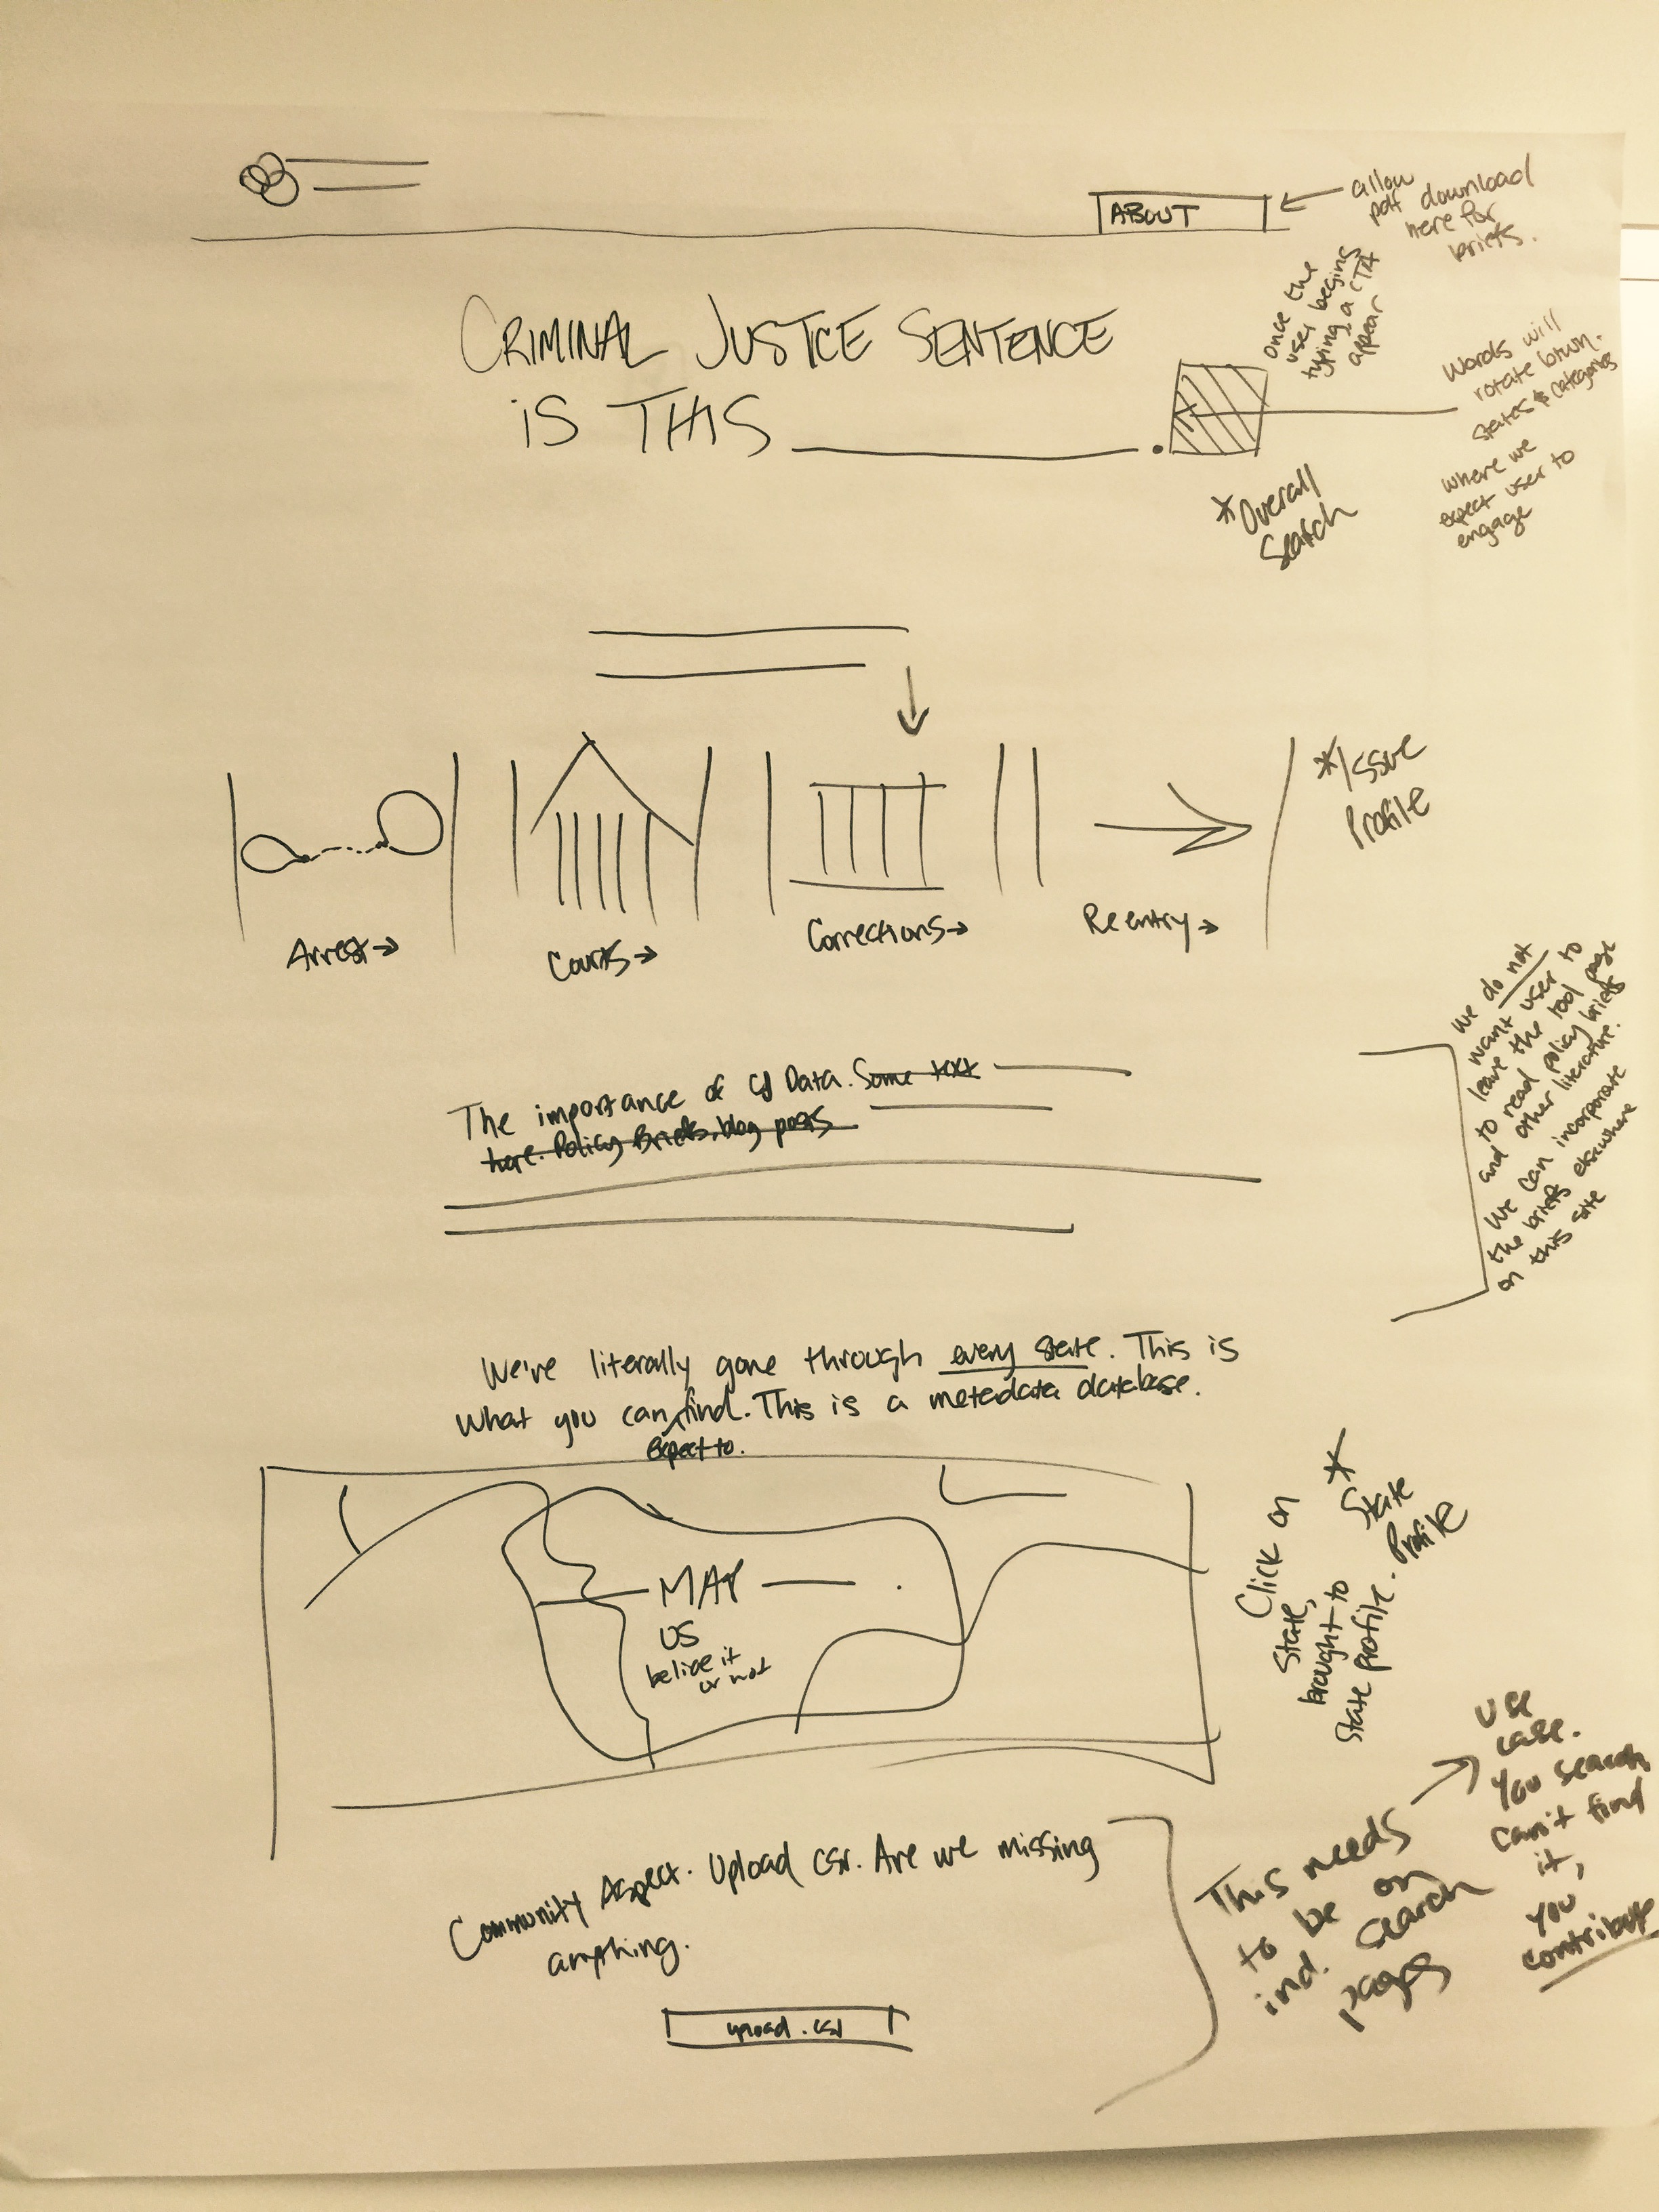 ABOUT
allow
pdf download
here for
briefs.
CRIMINAL JUSTICE SENTENCE
IS THIS .
once the
user begins
typing a CTA
appear
Words will
rotate btwn.
states & categories
where we
expect user to
engage
*Overall
Search
*Issue
Profile
Arrest→
Courts→
Corrections→
Reentry→
The importance of CJ Data. Some text
here. Policy Briefs, blog posts
We do not
want user to
leave the tool page
to read policy briefs
and other literature.
We can incorporate
the briefs elsewhere
on this site
We're literally gone through every state. This is
what you can find. This is a metadata database.
expect to.
MAP
US
belive it
or not
Click on
State,
brought to
State profile.
*
State
Profile
Community Aspect. Upload csv. Are we missing
anything.
upload .csv
This needs
to be on
ind. search
pages
use
case.
You search
can't find
it,
you
contribute